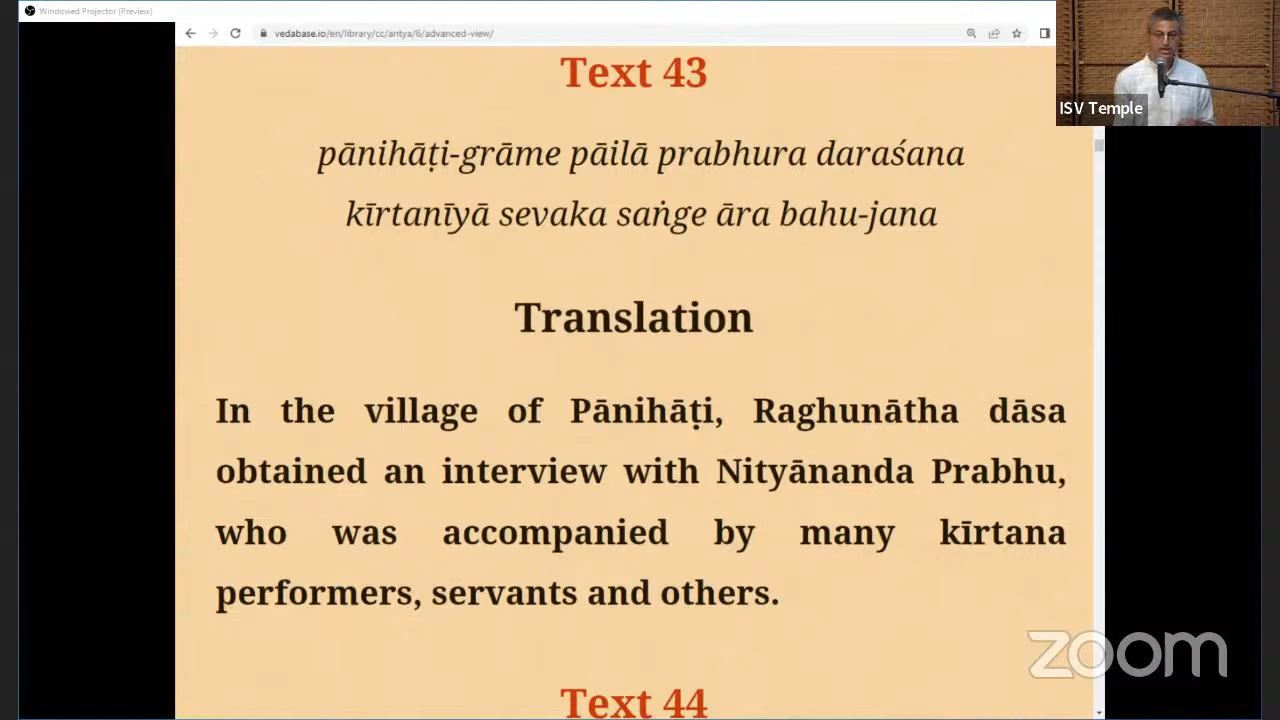 Windowed Projector (Preview)
vedabase.io/en/library/cc/antya/6/advanced-view/
ISV Temple
Text 43
pānihāṭi-grāme pāilā prabhura daraśana
kīrtanīyā sevaka saṅge āra bahu-jana
Translation
In the village of Pānihāṭi, Raghunātha dāsa
obtained an interview with Nityānanda Prabhu,
who was accompanied by many kīrtana
performers, servants and others.
zoom
Text 44